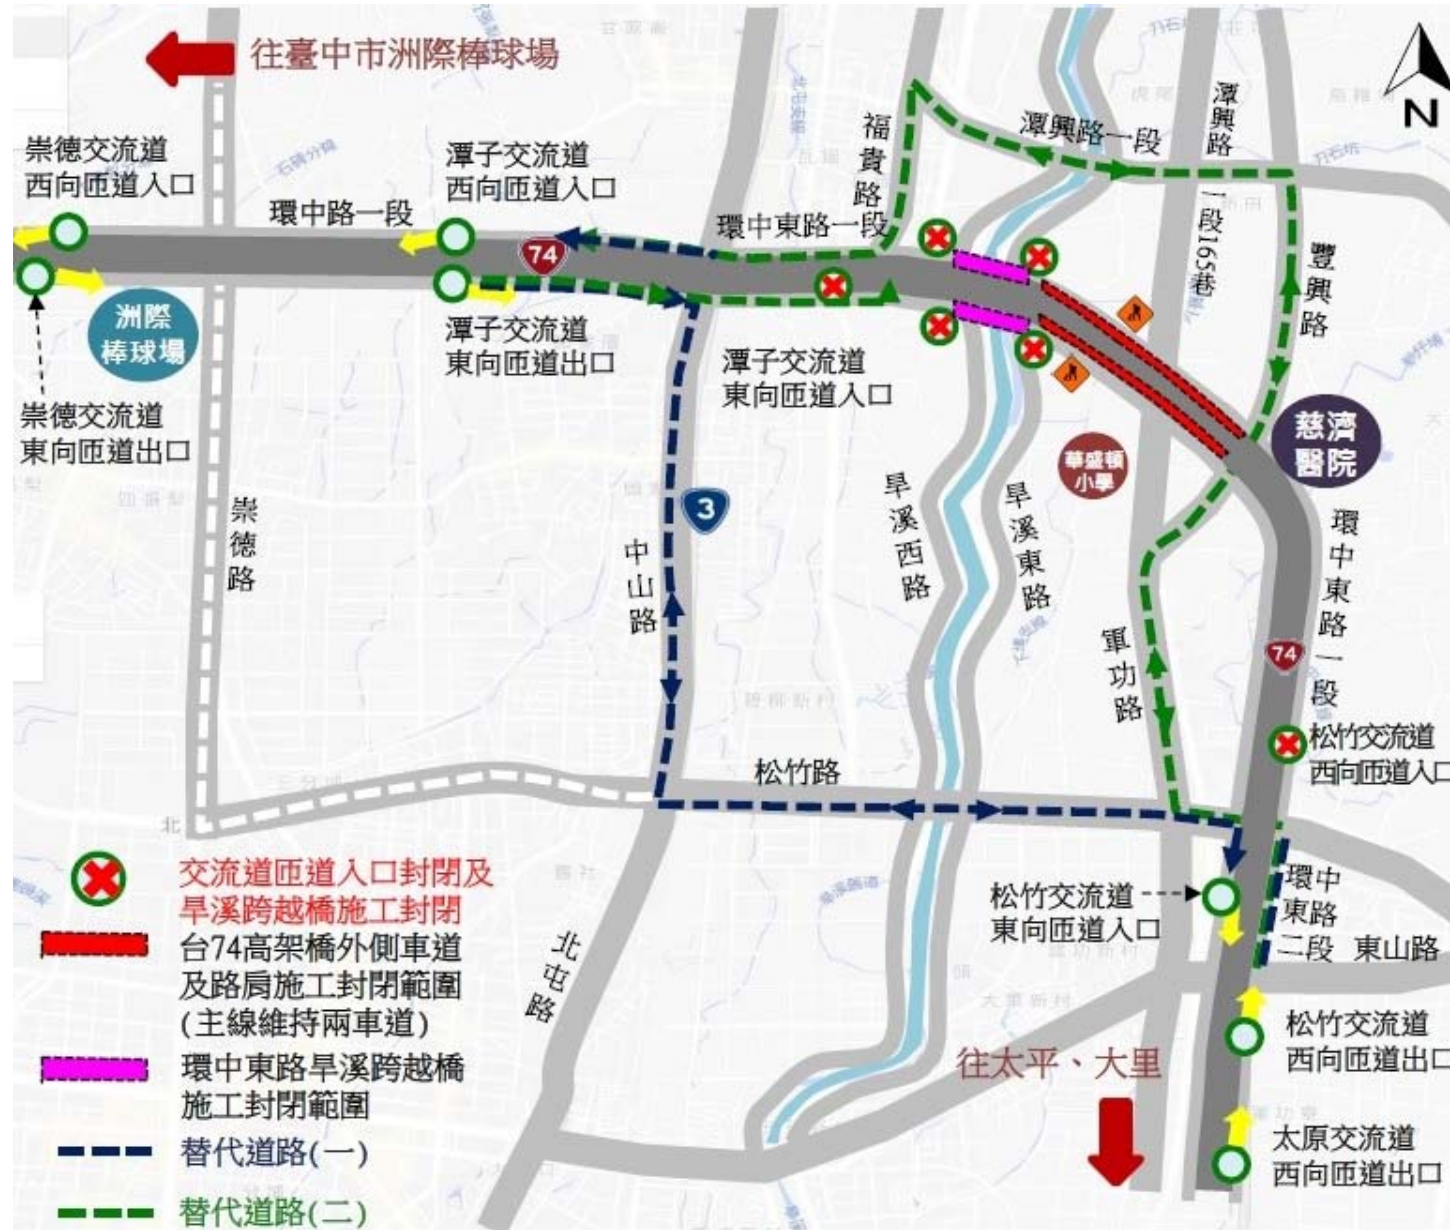 往臺中市洲際棒球場
N
崇德交流道
西向匝道入口
潭子交流道
西向匝道入口
環中路一段
74
環中東路一段
福貴路
潭興路一段
潭興路一段165巷
豐興路
洲際
棒球場
潭子交流道
東向匝道出口
潭子交流道
東向匝道入口
崇德交流道
東向匝道出口
慈濟
醫院
華盛頓
小學
崇德路
3
中山路
旱溪西路
旱溪東路
軍功路
環中東路一段
74
松竹交流道
西向匝道入口
松竹路
松竹交流道
東向匝道入口
環中
東路
二段
東山路
北屯路
松竹交流道
西向匝道出口
往太平、大里
太原交流道
西向匝道出口
交流道匝道入口封閉及
旱溪跨越橋施工封閉
台74高架橋外側車道
及路肩施工封閉範圍
(主線維持兩車道)
環中東路旱溪跨越橋
施工封閉範圍
替代道路(一)
替代道路(二)